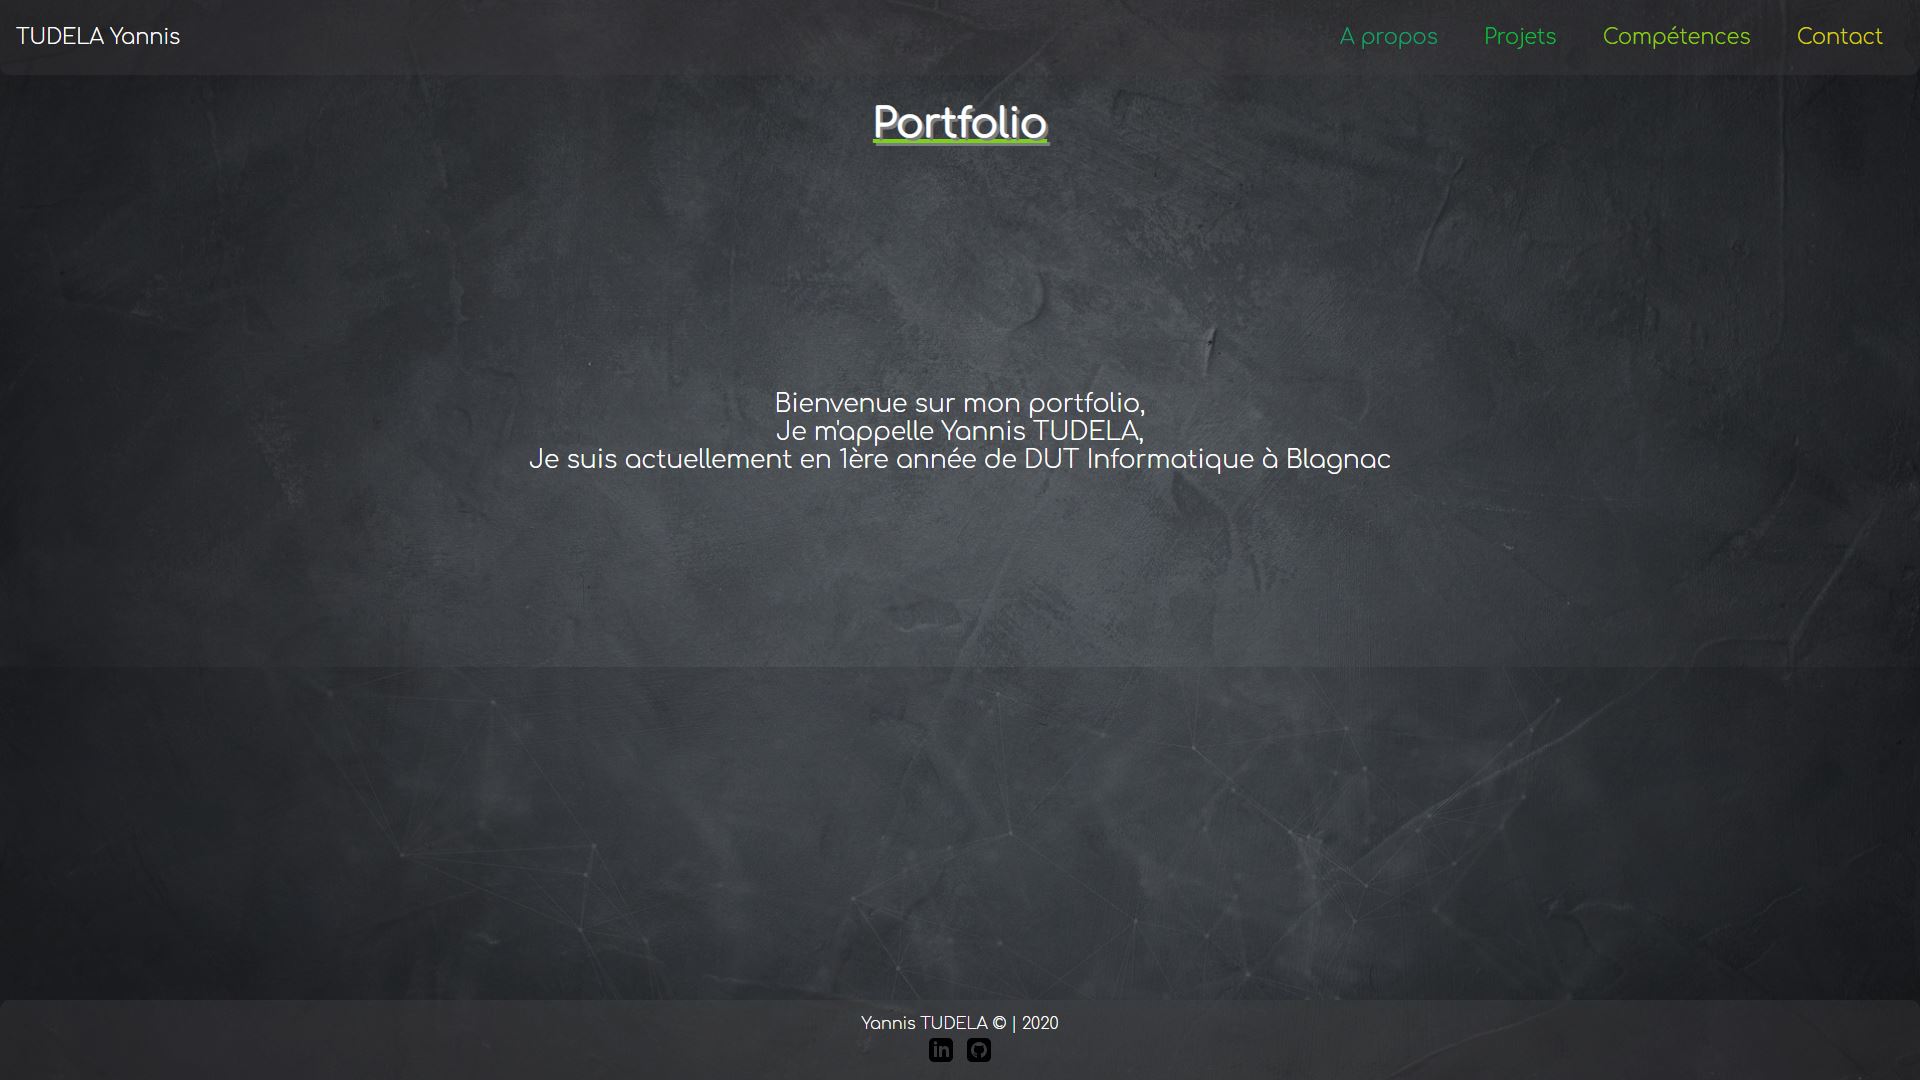 TUDELA Yannis
A propos
Projets
Compétences
Contact
Portfolio
Bienvenue sur mon portfolio,
Je m'appelle Yannis TUDELA,
Je suis actuellement en 1ère année de DUT Informatique à Blagnac
Yannis TUDELA © | 2020
in